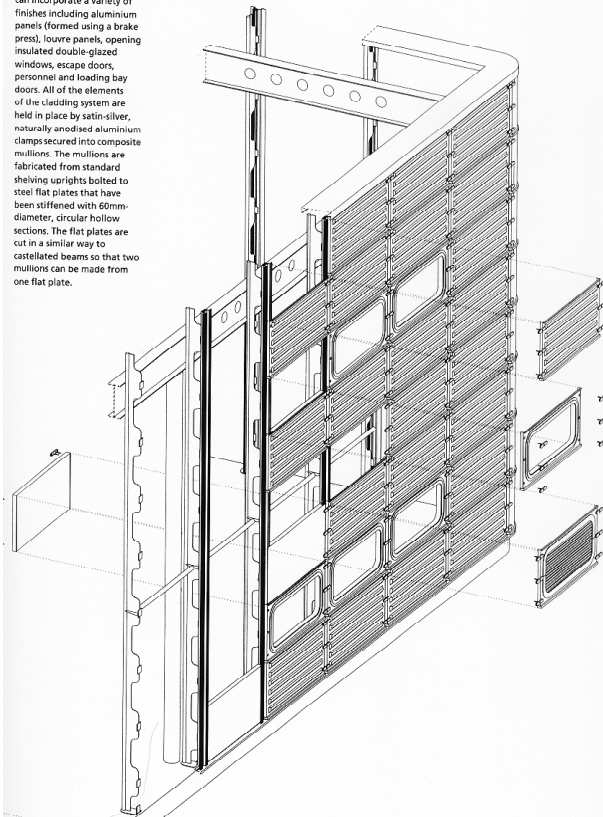 can incorporate a variety of
finishes including aluminium
panels (formed using a brake
press), louvre panels, opening
insulated double-glazed
windows, escape doors,
personnel and loading bay
doors. All of the elements
of the cladding system are
held in place by satin-silver,
naturally anodised aluminium
clamps secured into composite
mullions. The mullions are
fabricated from standard
shelving uprights bolted to
steel flat plates that have
been stiffened with 60mm-
diameter, circular hollow
sections. The flat plates are
cut in a similar way to
castellated beams so that two
mullions can be made from
one flat plate.